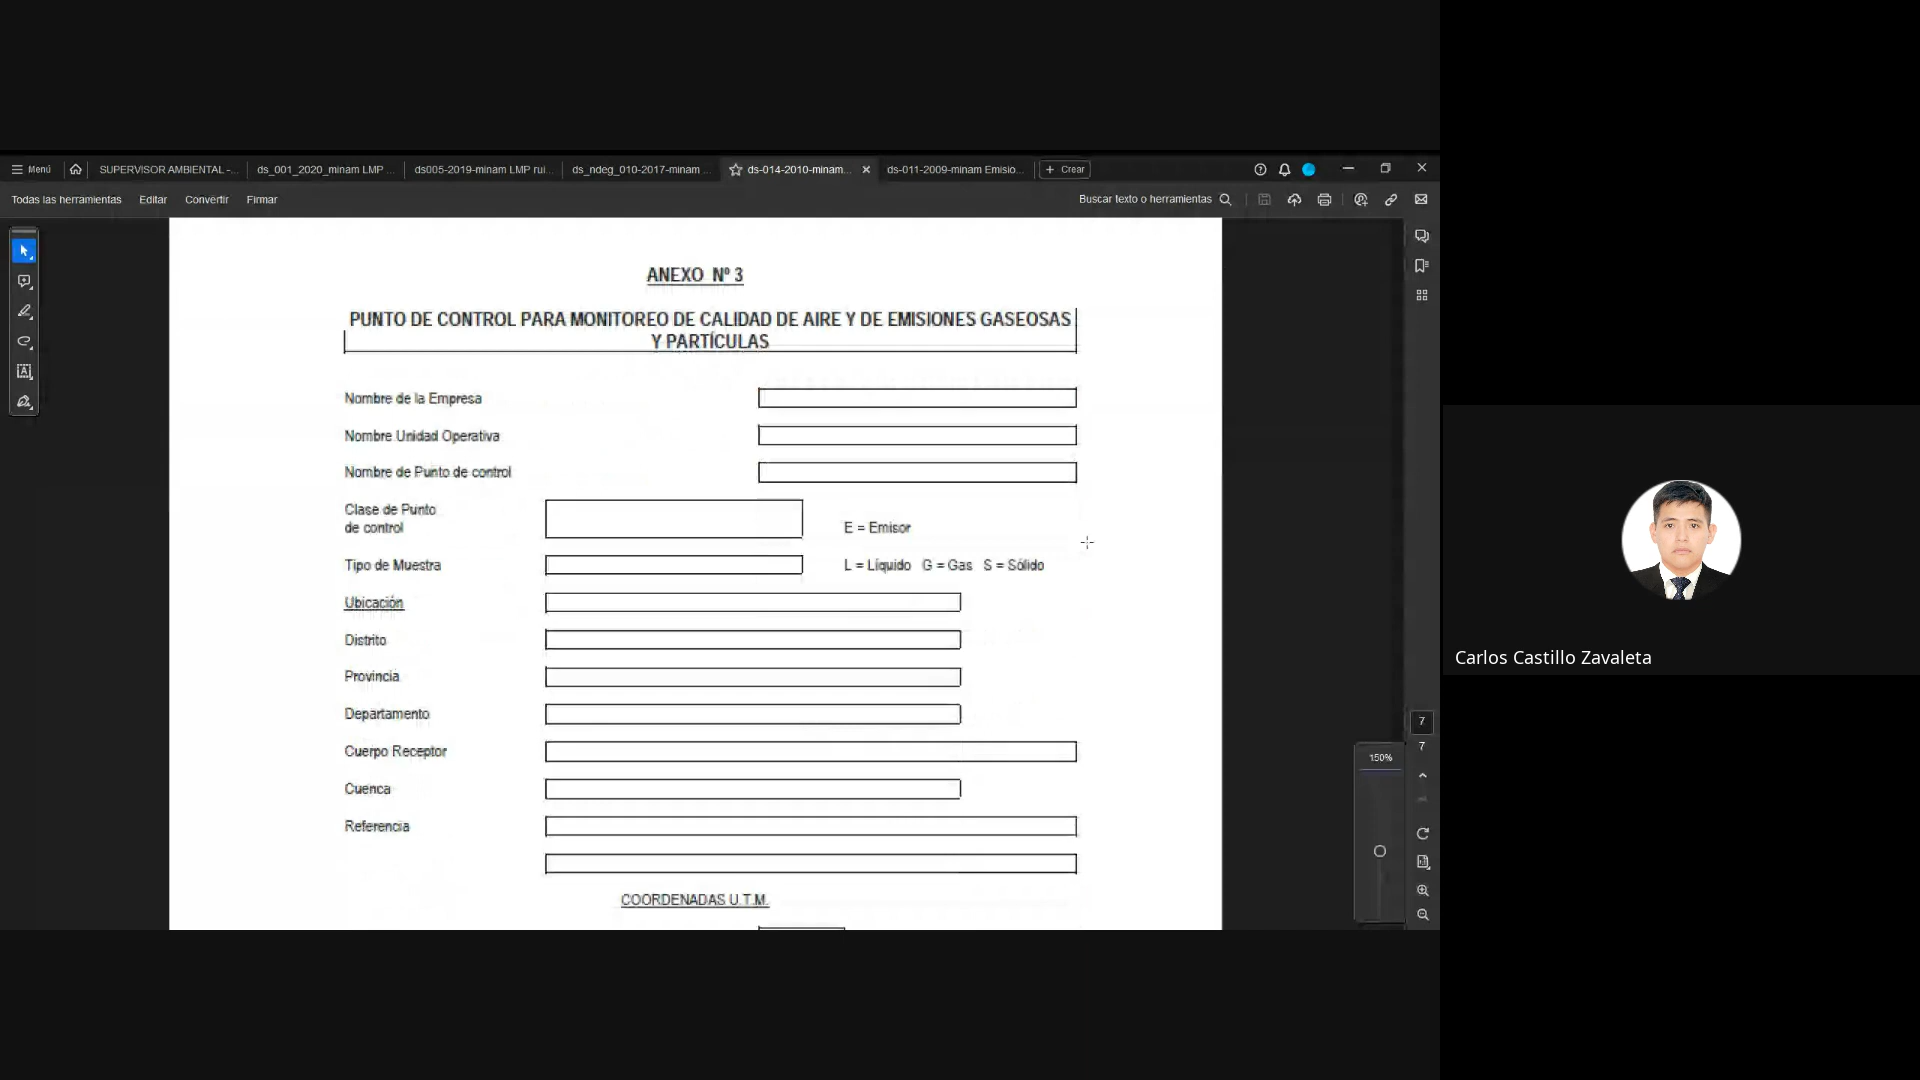 Menú
SUPERVISOR AMBIENTAL -...
ds_001_2020_minam LMP ...
ds005-2019-minam LMP rui...
ds_ndeg_010-2017-minam ...
ds-014-2010-minam...
ds-011-2009-minam Emisio...
Crear
Todas las herramientas
Editar
Convertir
Firmar
Buscar texto o herramientas
ANEXO Nº 3
PUNTO DE CONTROL PARA MONITOREO DE CALIDAD DE AIRE Y DE EMISIONES GASEOSAS
Y PARTÍCULAS
Nombre de la Empresa
Nombre Unidad Operativa
Nombre de Punto de control
Clase de Punto
de control
E = Emisor
Tipo de Muestra
L = Líquido G = Gas S = Sólido
Ubicación
Distrito
Provincia
Departamento
Cuerpo Receptor
Cuenca
Referencia
COORDENADAS U.T.M.
7
7
150%
Carlos Castillo Zavaleta